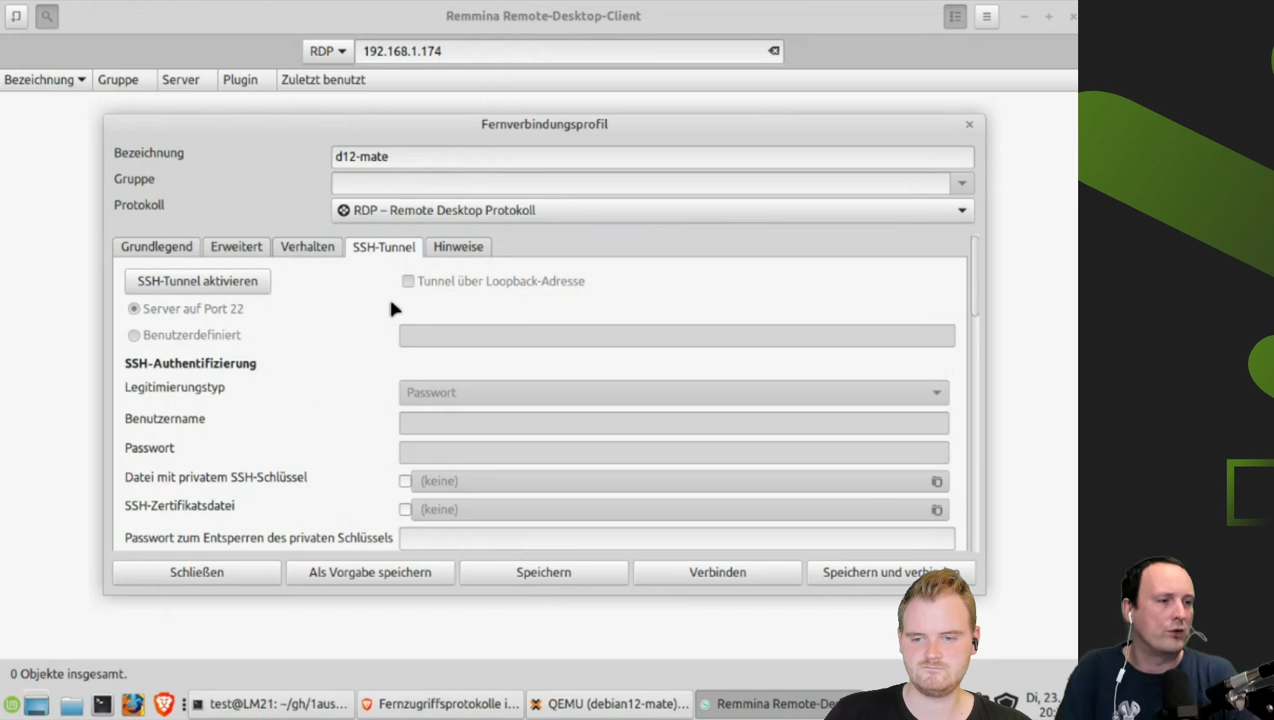 Remmina Remote-Desktop-Client
RDP 192.168.1.174
Bezeichnung Gruppe Server Plugin Zuletzt benutzt
Fernverbindungsprofil
Bezeichnung d12-mate
Gruppe
Protokoll RDP – Remote Desktop Protokoll
Grundlegend Erweitert Verhalten SSH-Tunnel Hinweise
SSH-Tunnel aktivieren Tunnel über Loopback-Adresse
Server auf Port 22
Benutzerdefiniert
SSH-Authentifizierung
Legitimierungstyp Passwort
Benutzername
Passwort
Datei mit privatem SSH-Schlüssel (keine)
SSH-Zertifikatsdatei (keine)
Passwort zum Entsperren des privaten Schlüssels
Schließen Als Vorgabe speichern Speichern Verbinden Speichern und
0 Objekte insgesamt.
test@LM21: ~/gh/1aus... Fernzugriffsprotokolle i... QEMU (debian12-mate)... Remmina Remote-De Di, 23.